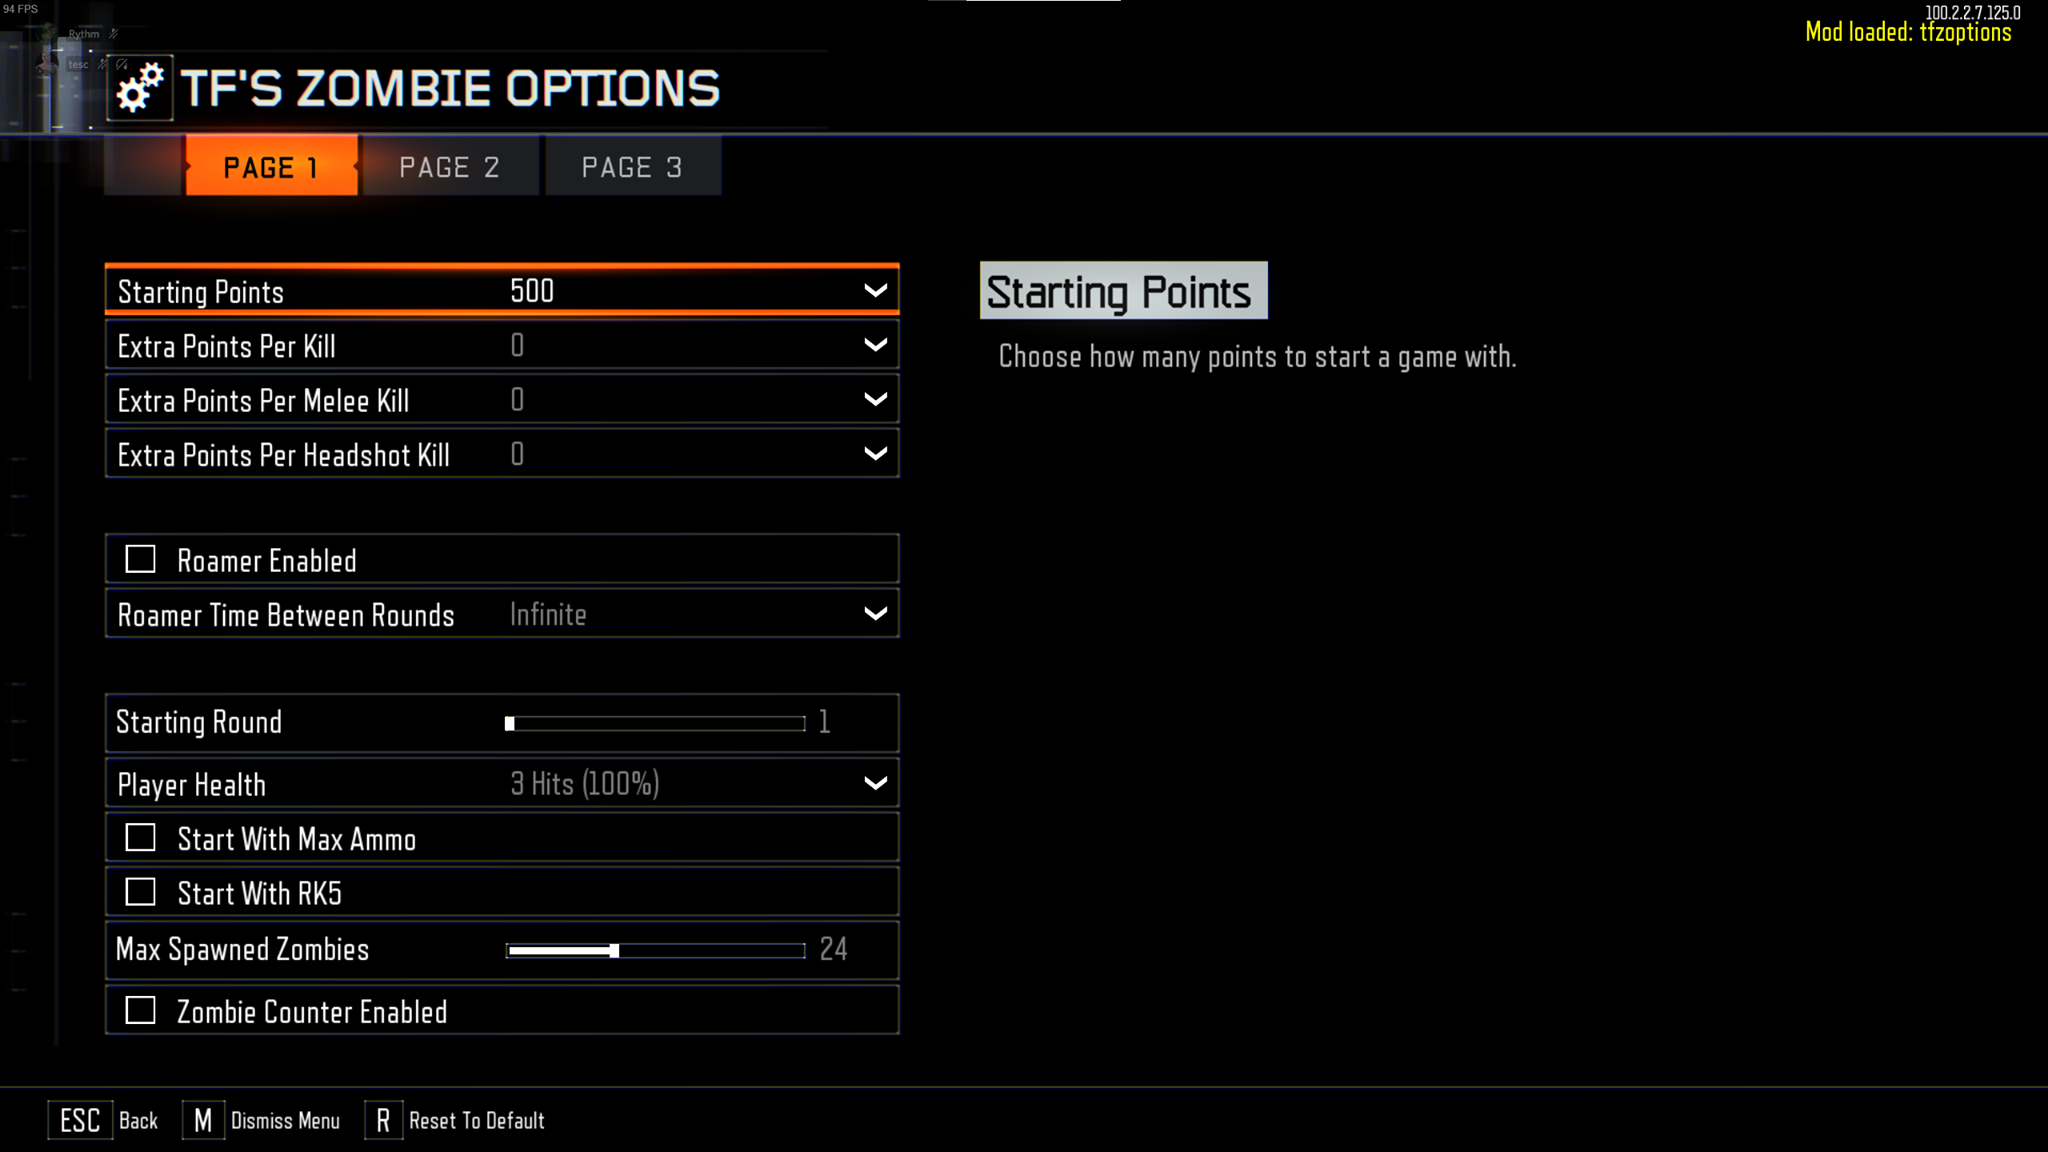 94 FPS
100.2.2.7.125.0
Mod loaded: tfzoptions
Rythm
tesc
TF'S ZOMBIE OPTIONS
PAGE 1
PAGE 2
PAGE 3
Starting Points 500
Extra Points Per Kill 0
Extra Points Per Melee Kill 0
Extra Points Per Headshot Kill 0
Roamer Enabled
Roamer Time Between Rounds Infinite
Starting Round 1
Player Health 3 Hits (100%)
Start With Max Ammo
Start With RK5
Max Spawned Zombies 24
Zombie Counter Enabled
Starting Points
Choose how many points to start a game with.
ESC Back M Dismiss Menu R Reset To Default